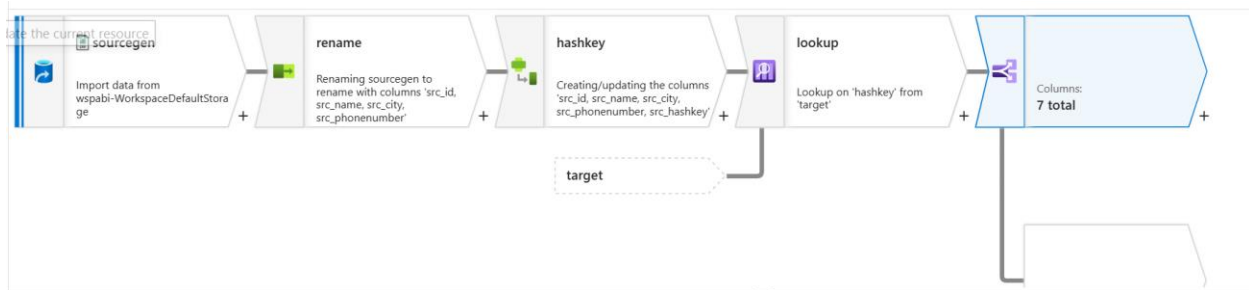 late the current resource
sourcegen
Import data from
wspabi-WorkspaceDefaultStora
ge
+
rename
Renaming sourcegen to
rename with columns 'src_id,
src_name, src_city,
src_phonenumber'
+
hashkey
Creating/updating the columns
'src_id, src_name, src_city,
src_phonenumber, src_hashkey'
+
lookup
Lookup on 'hashkey' from
'target'
+
Columns:
7 total
+
target